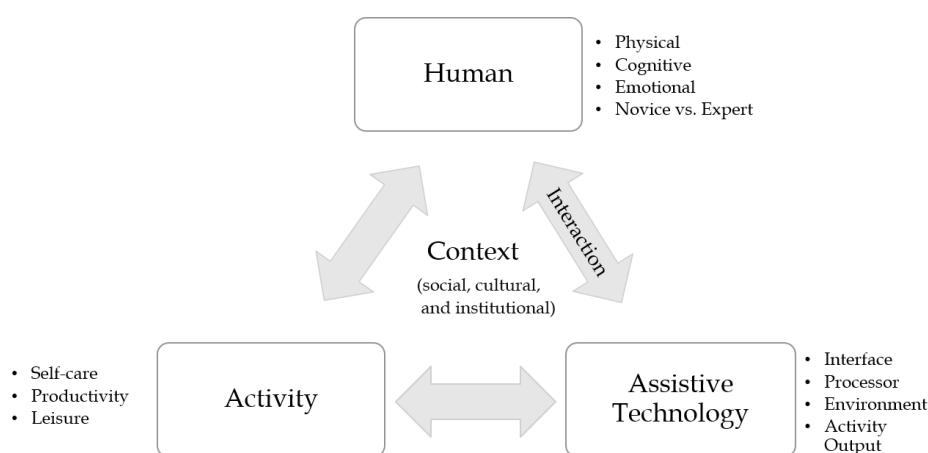 Human
• Physical
• Cognitive
• Emotional
• Novice vs. Expert
Interaction
Context
(social, cultural,
and institutional)
• Self-care
• Productivity
• Leisure
Activity
Assistive
Technology
• Interface
• Processor
• Environment
• Activity
Output